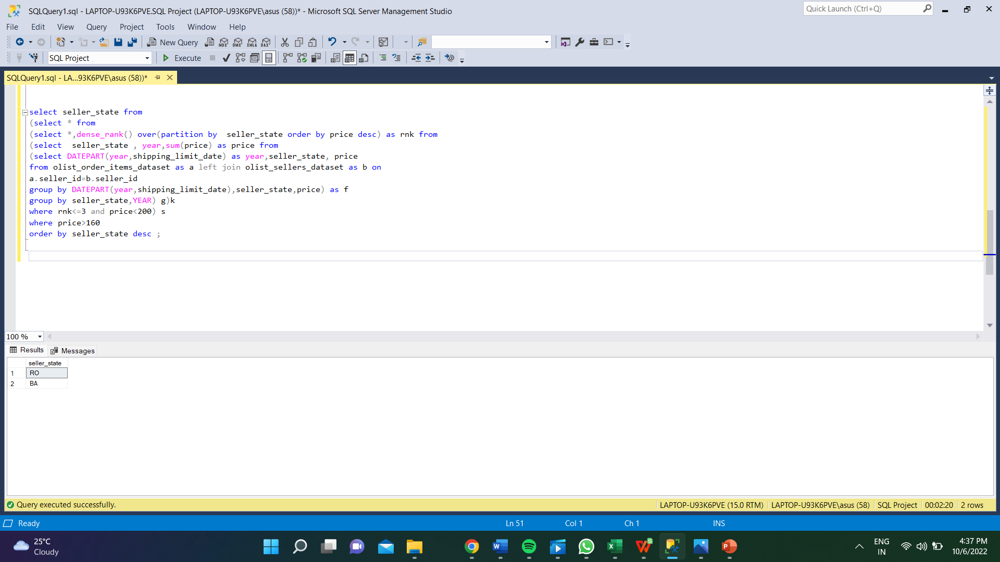 SQLQuery1.sql - LAPTOP-U93K6PVE.SQL Project (LAPTOP-U93K6PVE\asus (58))* - Microsoft SQL Server Management Studio
Quick Launch (Ctrl+Q)
File Edit View Query Project Tools Window Help
New Query MDX DMX XMLA DAX
SQL Project Execute
SQLQuery1.sql - LA...93K6PVE\asus (58))*
select seller_state from
(select * from
(select *,dense_rank() over(partition by  seller_state order by price desc) as rnk from
(select  seller_state , year,sum(price) as price from
(select DATEPART(year,shipping_limit_date) as year,seller_state, price
from olist_order_items_dataset as a left join olist_sellers_dataset as b on
a.seller_id=b.seller_id
group by DATEPART(year,shipping_limit_date),seller_state,price) as f
group by seller_state,YEAR) g)k
where rnk<=3 and price<200) s
where price>160
order by seller_state desc ;
100 %
Results Messages
seller_state
1 RO
2 BA
Query executed successfully.
LAPTOP-U93K6PVE (15.0 RTM) LAPTOP-U93K6PVE\asus (58) SQL Project 00:02:20 2 rows
Ready Ln 51 Col 1 Ch 1 INS
25°C
Cloudy
ENG
IN
4:37 PM
10/6/2022